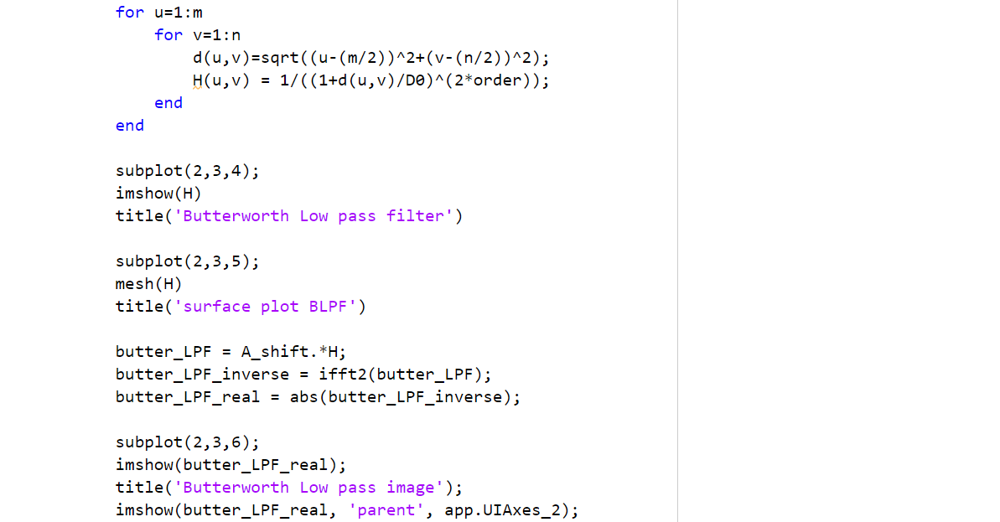 for u=1:m
for v=1:n
d(u,v)=sqrt((u-(m/2))^2+(v-(n/2))^2);
H(u,v) = 1/((1+d(u,v)/D0)^(2*order));
end
end
subplot(2,3,4);
imshow(H)
title('Butterworth Low pass filter')
subplot(2,3,5);
mesh(H)
title('surface plot BLPF')
butter_LPF = A_shift.*H;
butter_LPF_inverse = ifft2(butter_LPF);
butter_LPF_real = abs(butter_LPF_inverse);
subplot(2,3,6);
imshow(butter_LPF_real);
title('Butterworth Low pass image');
imshow(butter_LPF_real, 'parent', app.UIAxes_2);